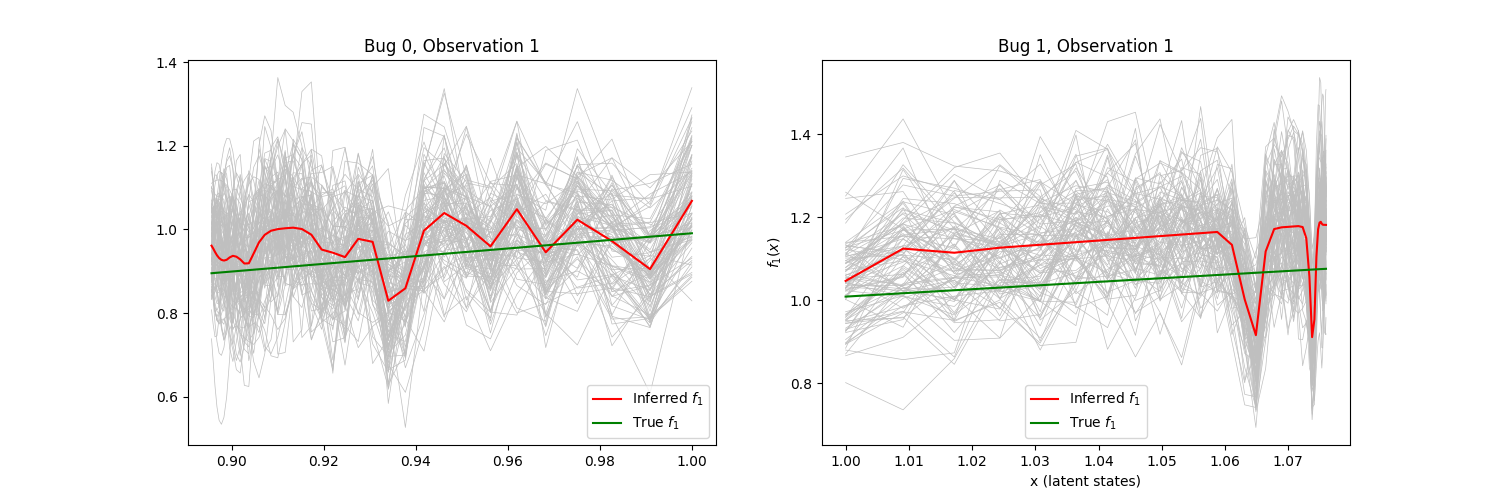 Bug 0, Observation 1
1.4
1.2
1.0
0.8
0.6
0.90 0.92 0.94 0.96 0.98 1.00
Inferred f₁
True f₁
Bug 1, Observation 1
f₁(x)
1.4
1.2
1.0
0.8
1.00 1.01 1.02 1.03 1.04 1.05 1.06 1.07
x (latent states)
Inferred f₁
True f₁